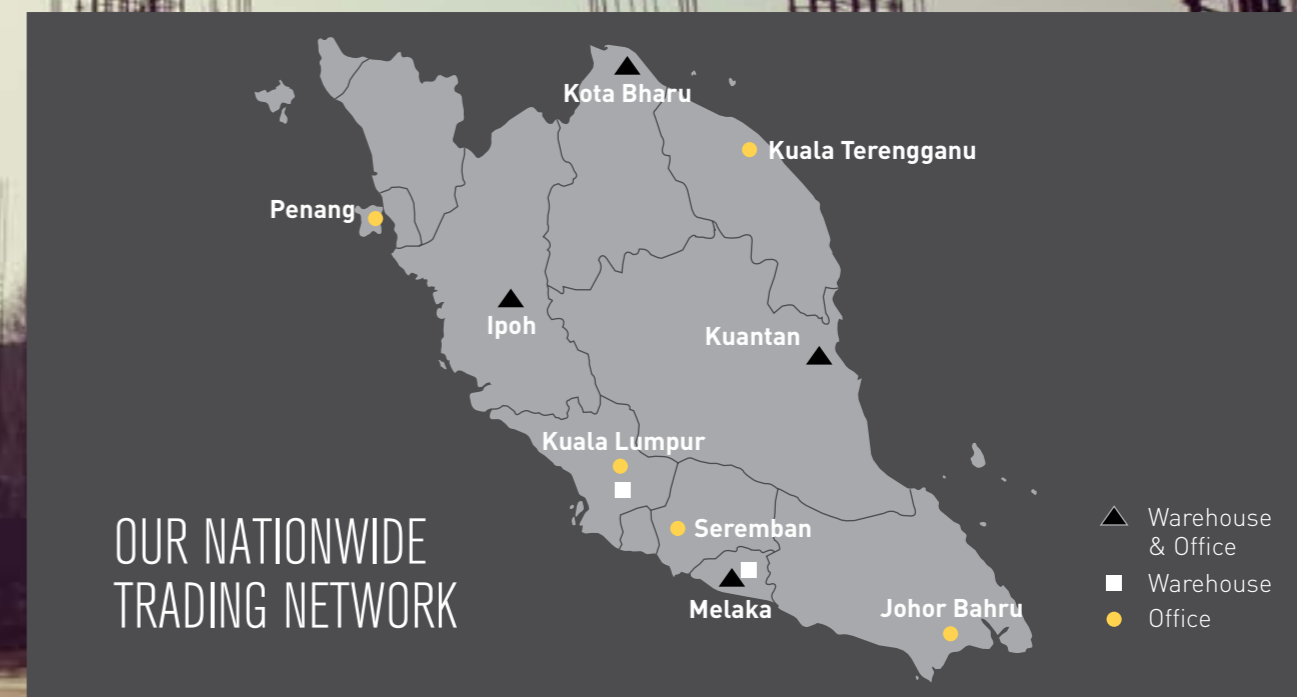 Kota Bharu
Kuala Terengganu
Penang
Ipoh
Kuantan
Kuala Lumpur
Seremban
Melaka
Johor Bahru
OUR NATIONWIDE
TRADING NETWORK
Warehouse
& Office
Warehouse
Office